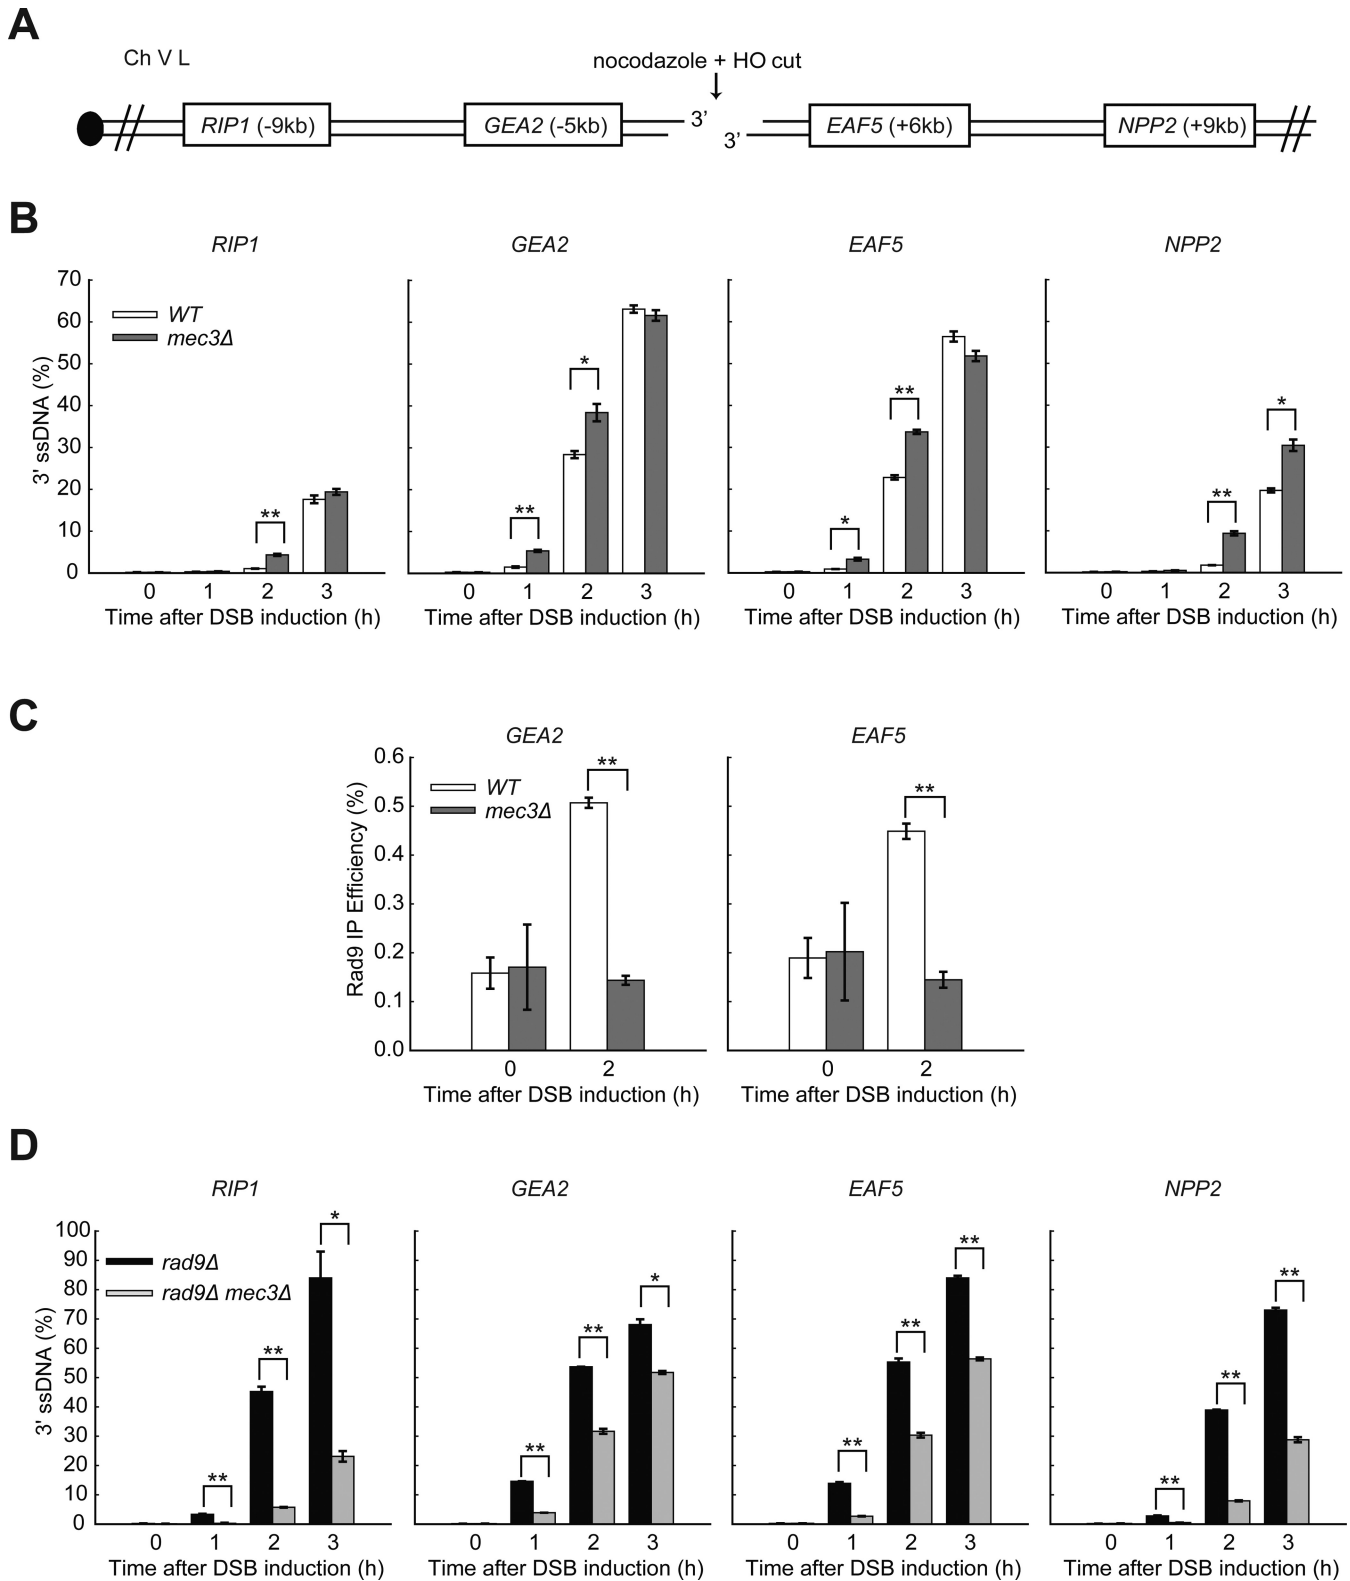 A
Ch V L
nocodazole + HO cut
RIP1 (-9kb)
GEA2 (-5kb)
3'
3'
EAF5 (+6kb)
NPP2 (+9kb)
B
RIP1
GEA2
EAF5
NPP2
3' ssDNA (%)
70
60
50
40
30
20
10
0
WT
mec3Δ
**
**
*
*
**
**
*
0 1 2 3
0 1 2 3
0 1 2 3
0 1 2 3
Time after DSB induction (h)
Time after DSB induction (h)
Time after DSB induction (h)
Time after DSB induction (h)
C
GEA2
EAF5
Rad9 IP Efficiency (%)
0.6
0.5
0.4
0.3
0.2
0.1
0.0
WT
mec3Δ
**
**
0 2
0 2
Time after DSB induction (h)
Time after DSB induction (h)
D
RIP1
GEA2
EAF5
NPP2
3' ssDNA (%)
100
90
80
70
60
50
40
30
20
10
0
rad9Δ
rad9Δ mec3Δ
**
**
*
**
**
*
**
**
**
**
**
**
0 1 2 3
0 1 2 3
0 1 2 3
0 1 2 3
Time after DSB induction (h)
Time after DSB induction (h)
Time after DSB induction (h)
Time after DSB induction (h)